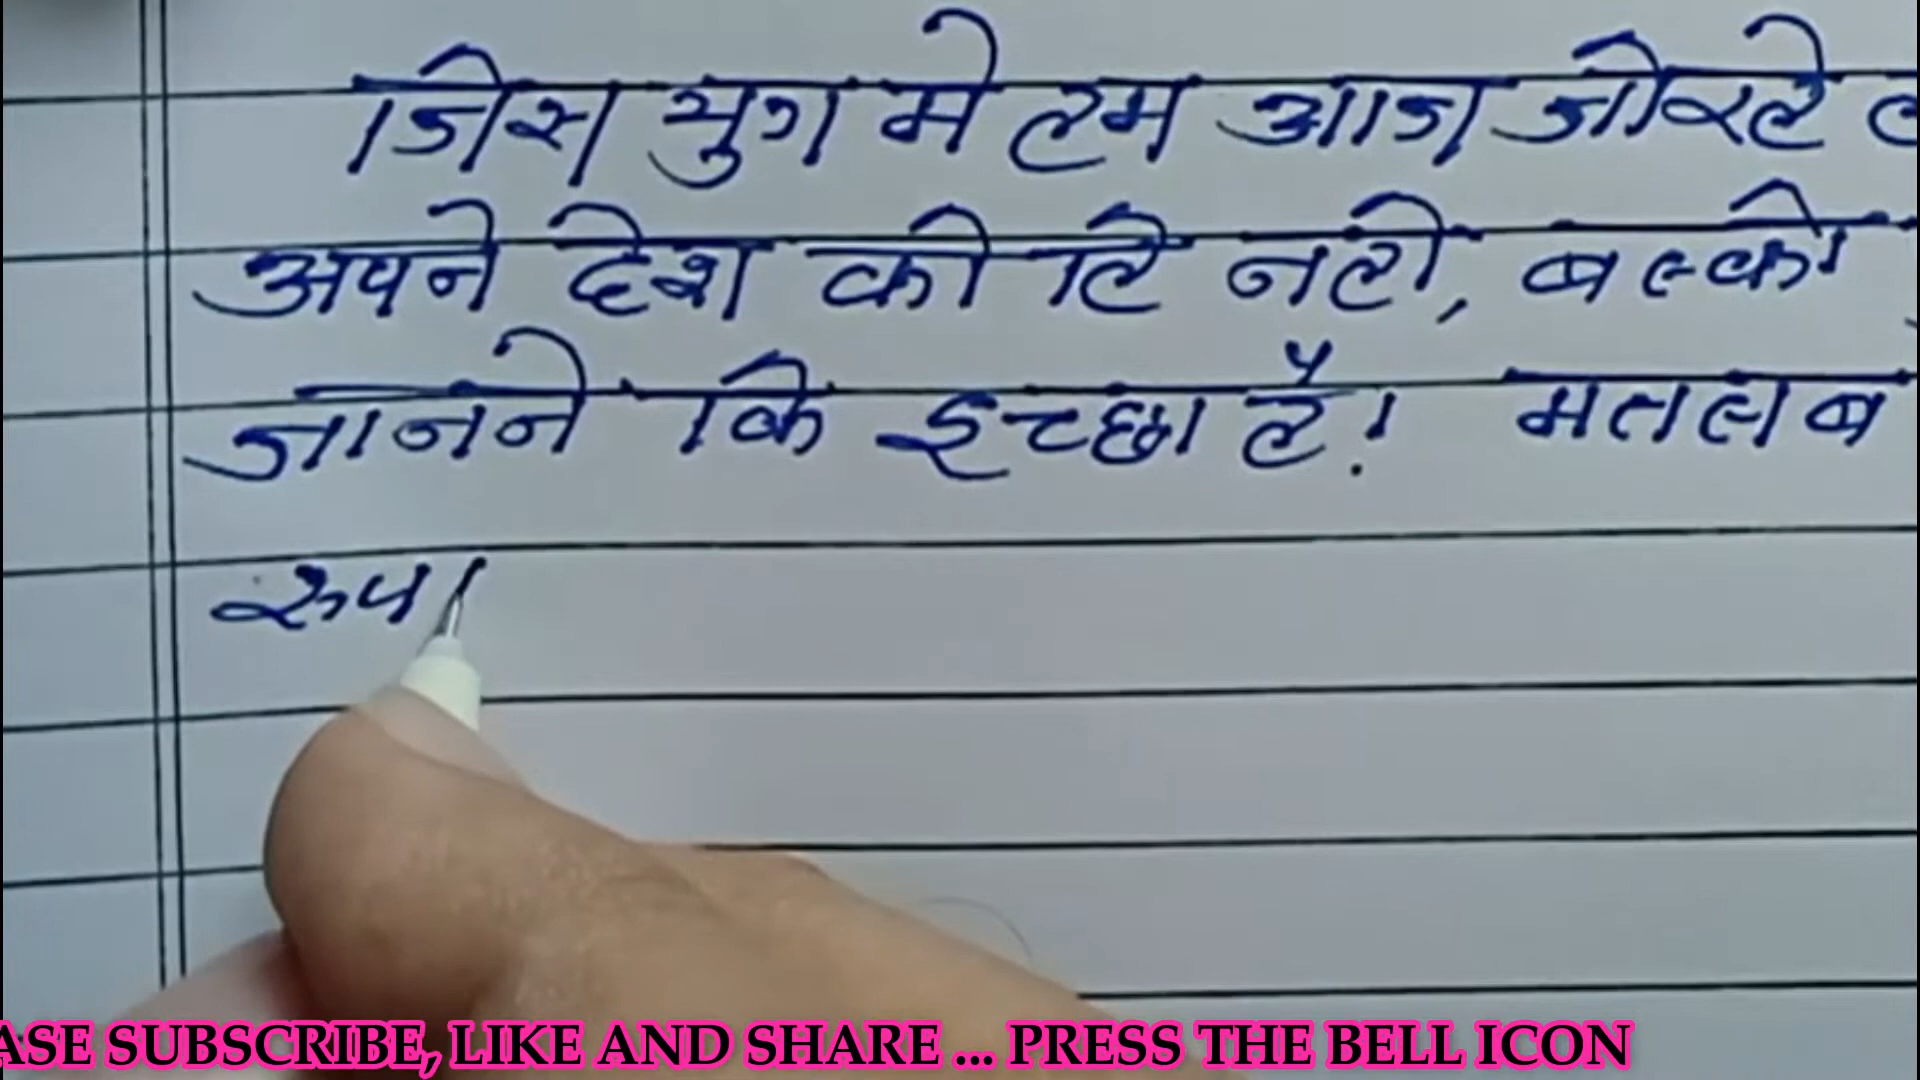 जिस युग मे हम आज जी रहे
अपने देश की हि नही, बल्की
जानने कि इच्छा है।
मतलब
रुप
ASE SUBSCRIBE, LIKE AND SHARE ... PRESS THE BELL ICON